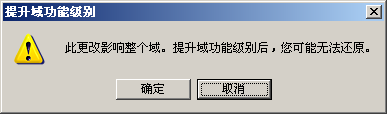 提升域功能级别
此更改影响整个域。提升域功能级别后，您可能无法还原。
确定
取消